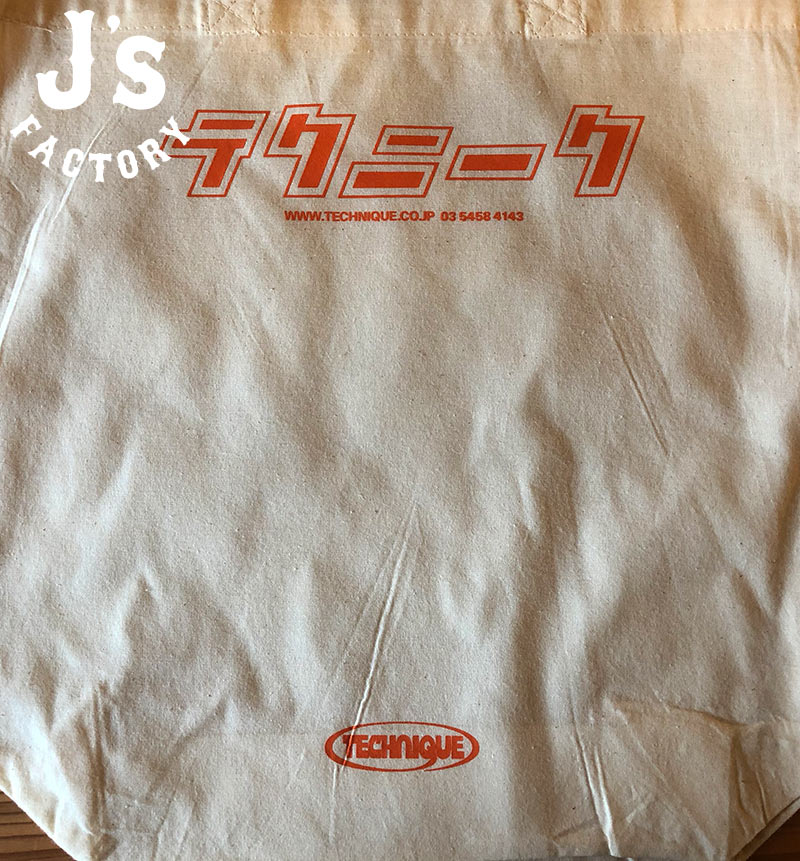 J's
FACTORY
テクニーク
WWW.TECHNIQUE.CO.JP 03 5458 4143
TECHNIQUE